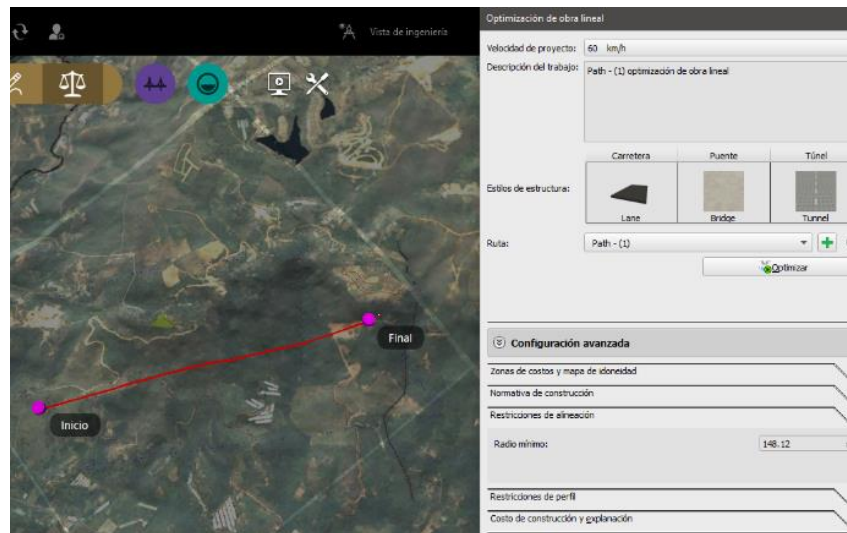 Vista de ingeniería
Inicio
Final
Optimización de obra lineal
Velocidad de proyecto: 60 km/h
Descripción del trabajo: Path - (1) optimización de obra lineal
Carretera Puente Túnel
Estilos de estructura:
Lane Bridge Tunnel
Ruta: Path - (1)
Optimizar
Configuración avanzada
Zonas de costos y mapa de idoneidad
Normativa de construcción
Restricciones de alineación
Radio mínimo: 148.12
Restricciones de perfil
Costo de construcción y explanación